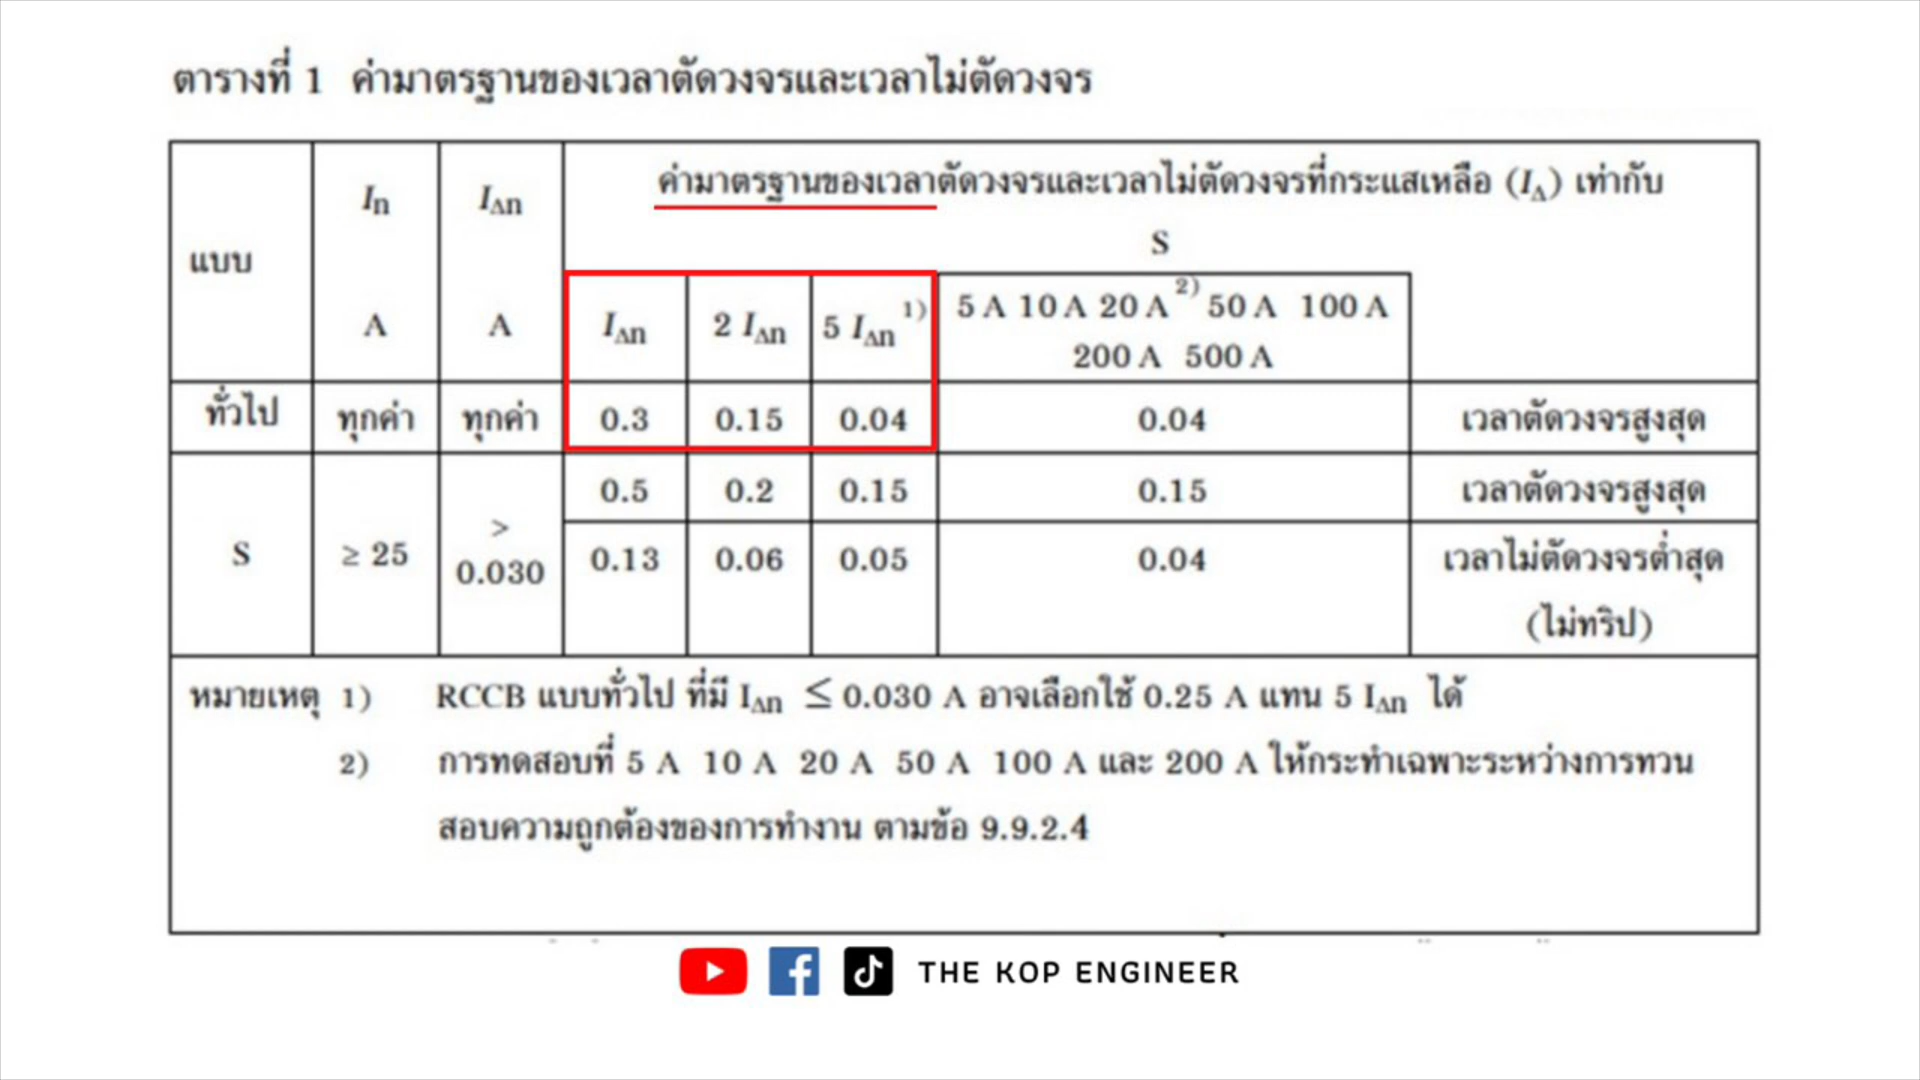 ตารางที่ 1 ค่ามาตรฐานของเวลาตัดวงจรและเวลาไม่ตัดวงจร
แบบ
In
A
IΔn
A
ค่ามาตรฐานของเวลาตัดวงจรและเวลาไม่ตัดวงจรที่กระแสเหลือ (IΔ) เท่ากับ
S
IΔn 2 IΔn 5 IΔn 1)
5 A 10 A 20 A 2) 50 A 100 A
200 A 500 A
ทั่วไป ทุกค่า ทุกค่า 0.3 0.15 0.04 0.04 เวลาตัดวงจรสูงสุด
S ≥ 25 > 0.030
0.5 0.2 0.15 0.15 เวลาตัดวงจรสูงสุด
0.13 0.06 0.05 0.04 เวลาไม่ตัดวงจรต่ำสุด
(ไม่ทริป)
หมายเหตุ 1) RCCB แบบทั่วไป ที่มี IΔn ≤ 0.030 A อาจเลือกใช้ 0.25 A แทน 5 IΔn ได้
2) การทดสอบที่ 5 A 10 A 20 A 50 A 100 A และ 200 A ให้กระทำเฉพาะระหว่างการทวน
สอบความถูกต้องของการทำงาน ตามข้อ 9.9.2.4
THE KOP ENGINEER